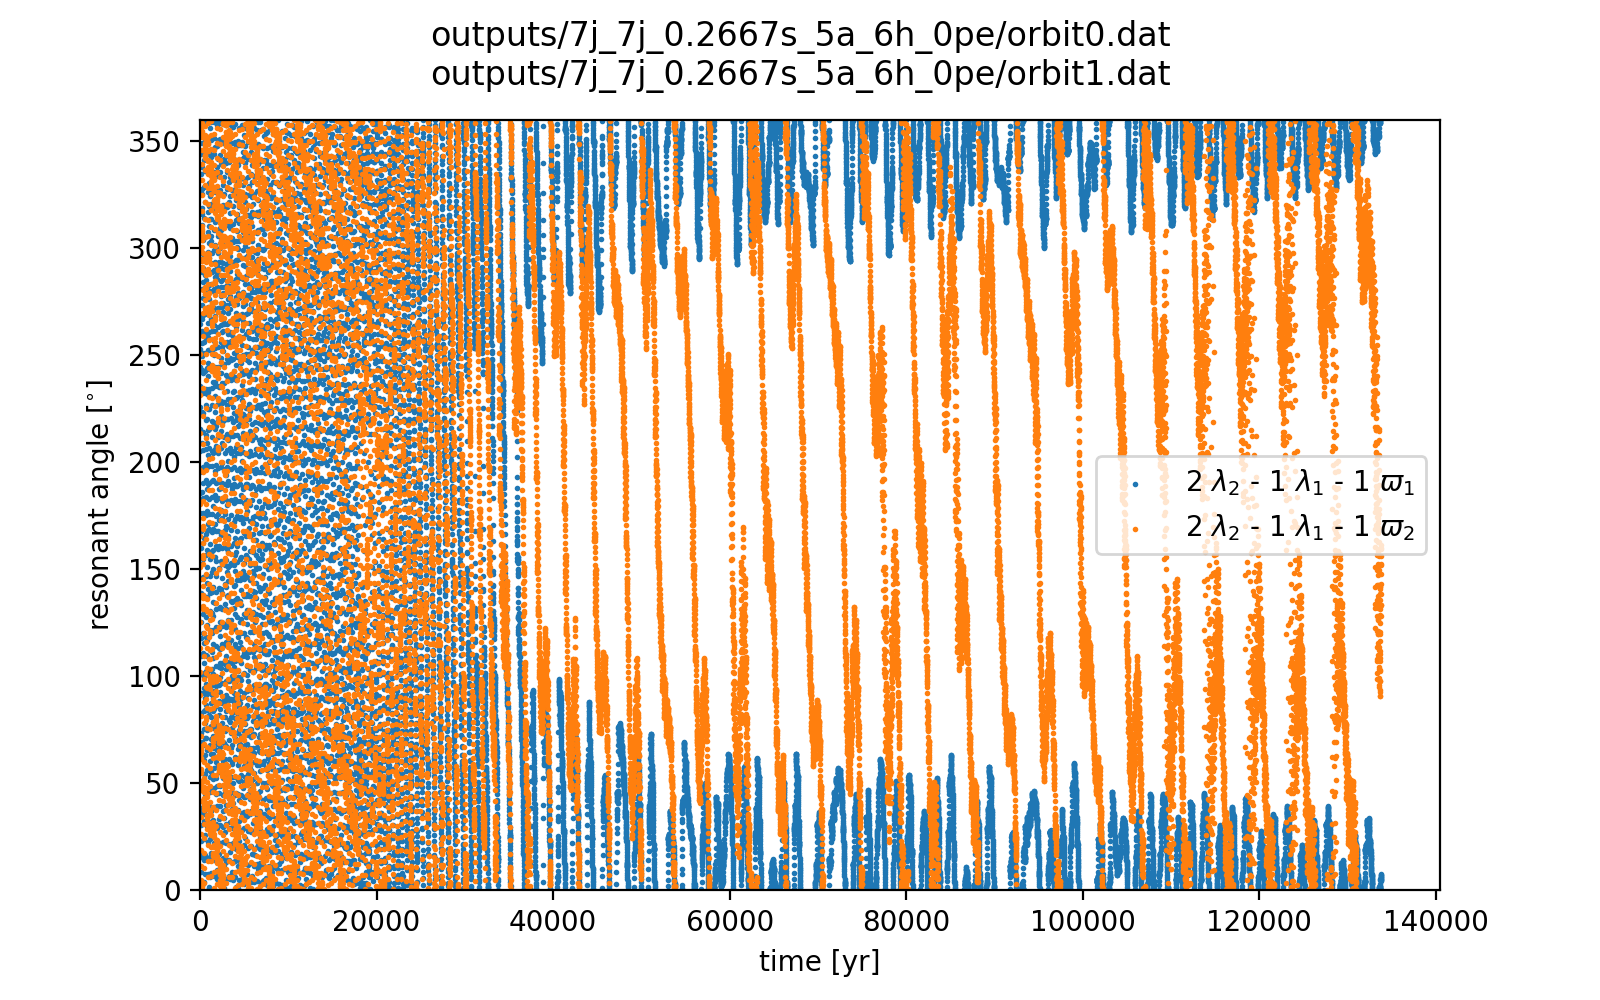 outputs/7j_7j_0.2667s_5a_6h_0pe/orbit0.dat
outputs/7j_7j_0.2667s_5a_6h_0pe/orbit1.dat
350
300
250
200
150
100
50
0
resonant angle [°]
2 λ₂ - 1 λ₁ - 1 ϖ₁
2 λ₂ - 1 λ₁ - 1 ϖ₂
0 20000 40000 60000 80000 100000 120000 140000
time [yr]